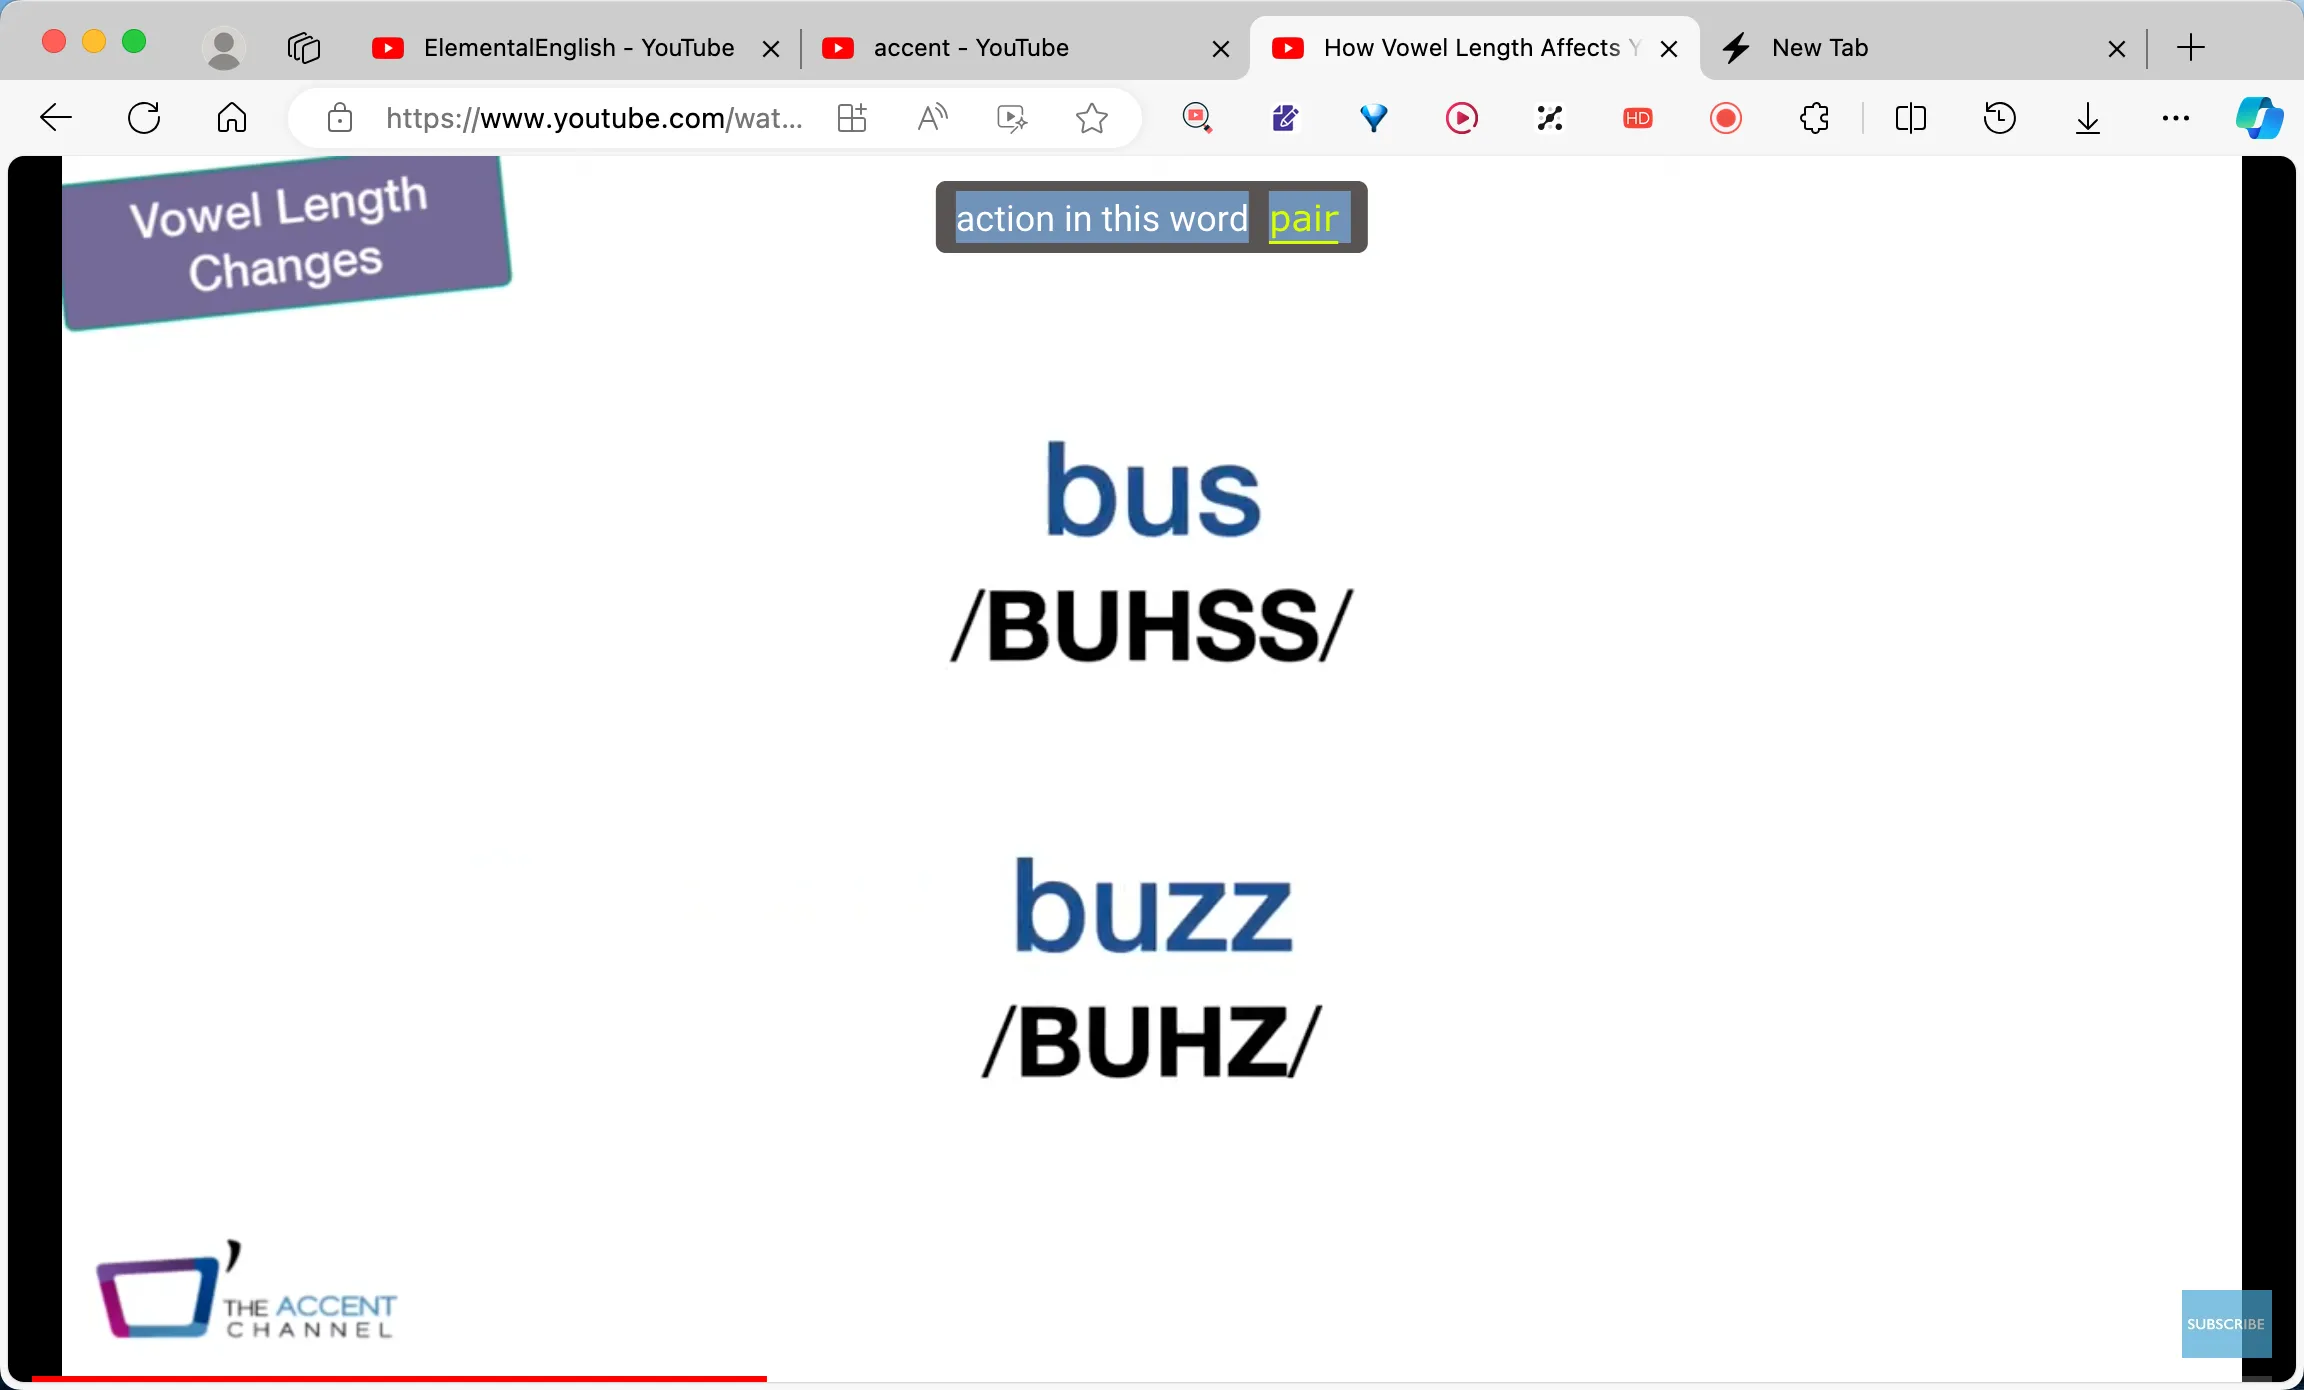 ElementalEnglish - YouTube
accent - YouTube
How Vowel Length Affects Y
New Tab
https://www.youtube.com/wat...
HD
Vowel Length
Changes
action in this word pair
bus
/BUHSS/
buzz
/BUHZ/
THE ACCENT
CHANNEL
SUBSCRIBE